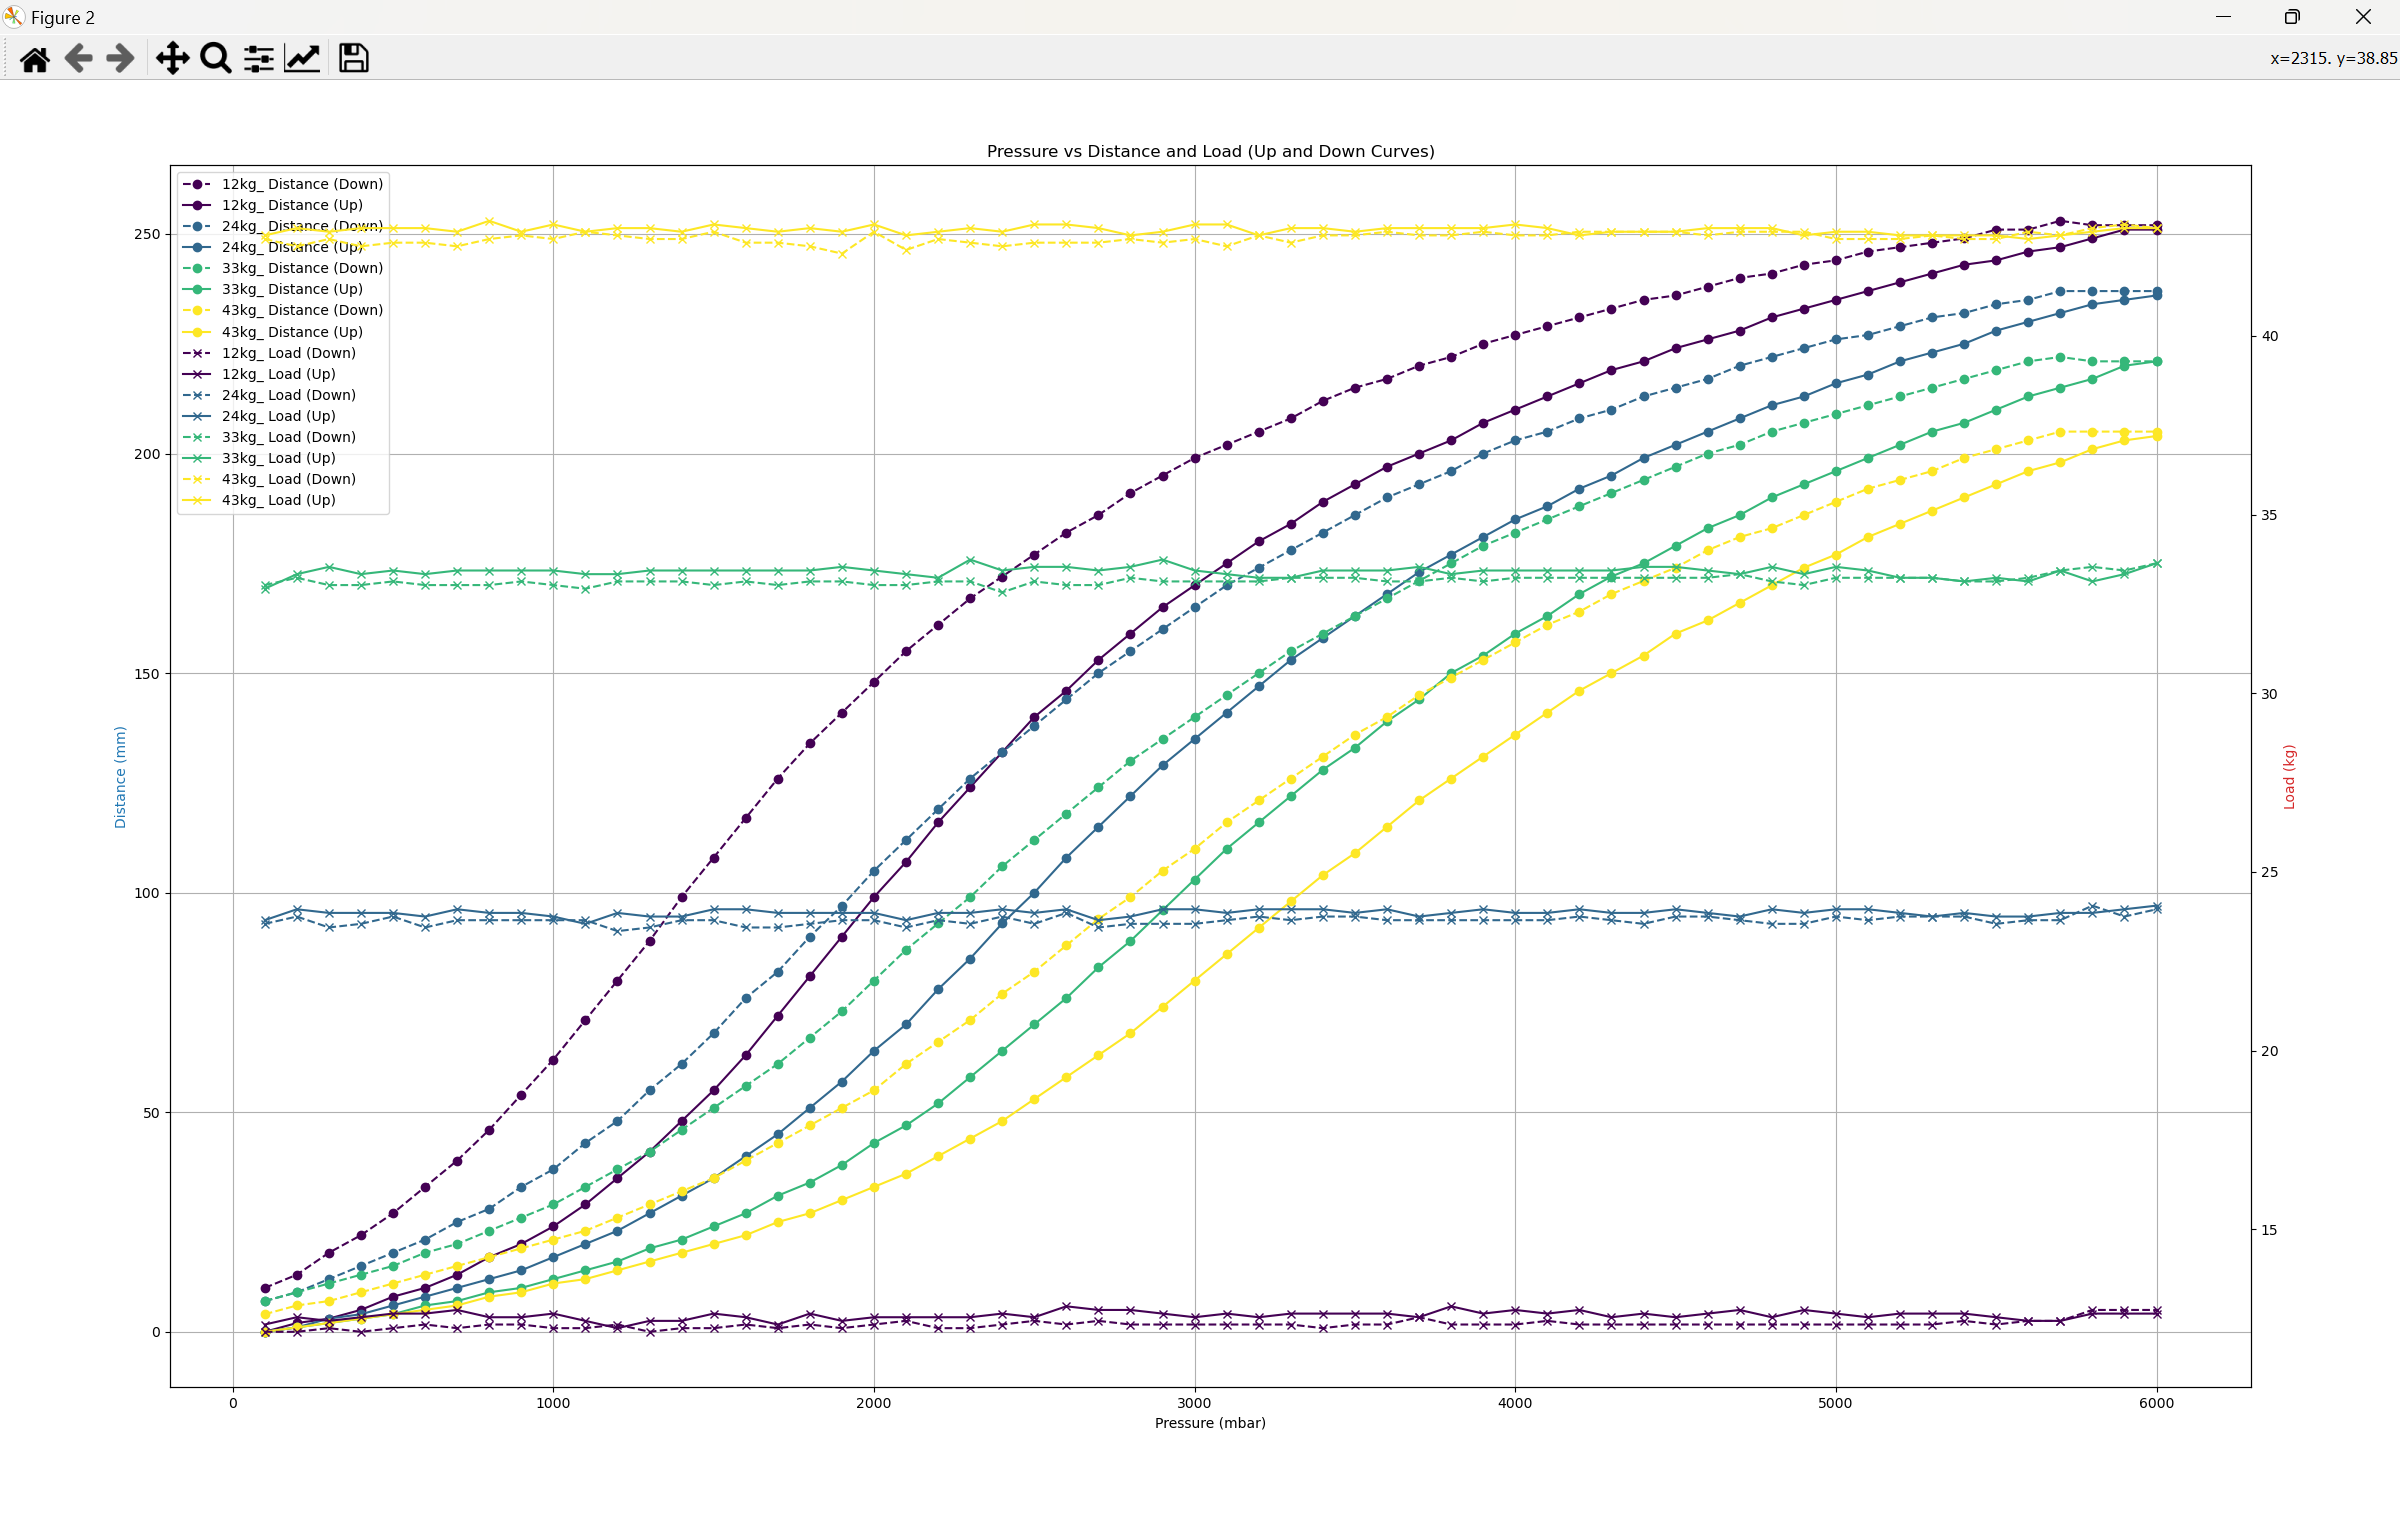 Figure 2
x=2315. y=38.85
Pressure vs Distance and Load (Up and Down Curves)
12kg_ Distance (Down)
12kg_ Distance (Up)
24kg_ Distance (Down)
24kg_ Distance (Up)
33kg_ Distance (Down)
33kg_ Distance (Up)
43kg_ Distance (Down)
43kg_ Distance (Up)
12kg_ Load (Down)
12kg_ Load (Up)
24kg_ Load (Down)
24kg_ Load (Up)
33kg_ Load (Down)
33kg_ Load (Up)
43kg_ Load (Down)
43kg_ Load (Up)
250
200
150
100
50
0
Distance (mm)
40
35
30
25
20
15
Load (kg)
0 1000 2000 3000 4000 5000 6000
Pressure (mbar)